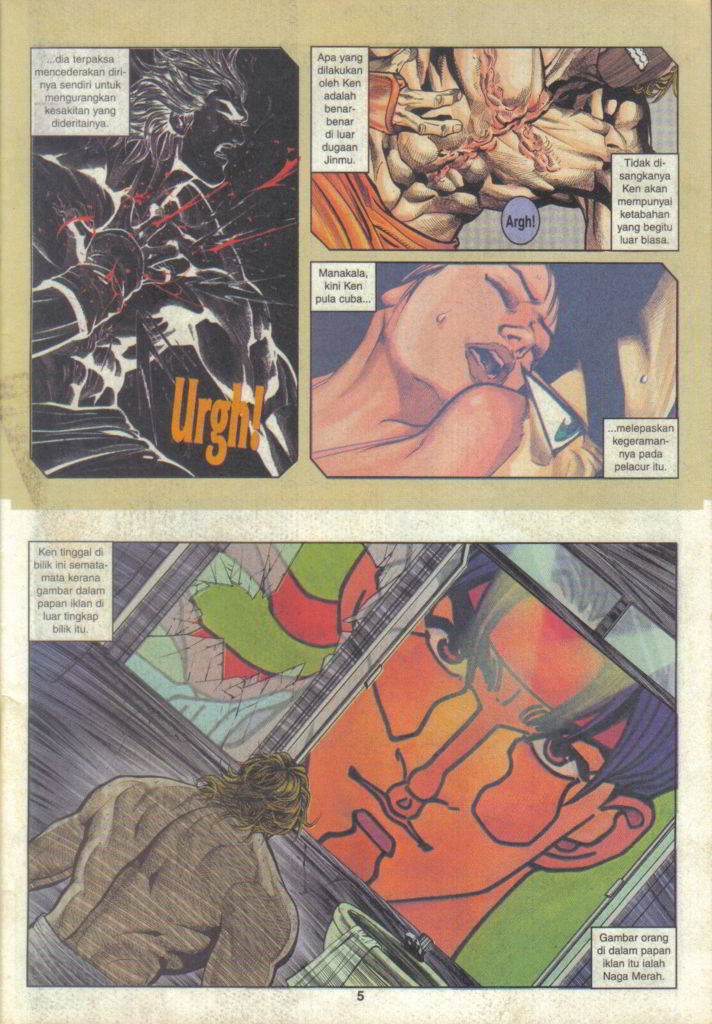 ...dia terpaksa
mencederakan diri-
nya sendiri untuk
mengurangkan
kesakitan yang
dideritainya.
Urgh!
Apa yang
dilakukan
oleh Ken
adalah
benar-
benar
di luar
dugaan
Jinmu.
Argh!
Tidak di-
sangkanya
Ken akan
mempunyai
ketabahan
yang begitu
luar biasa.
Manakala,
kini Ken
pula cuba...
...melepaskan
kegeraman-
nya pada
pelacur itu.
Ken tinggal di
bilik ini semata-
mata kerana
gambar dalam
papan iklan di
luar tingkap
bilik itu.
Gambar orang
di dalam papan
iklan itu ialah
Naga Merah.
5